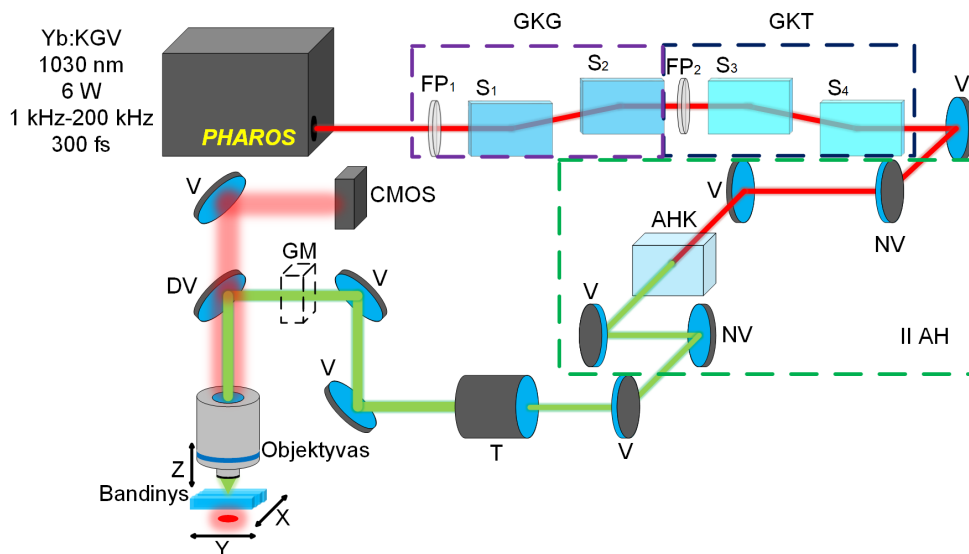 Yb:KGV
1030 nm
6 W
1 kHz-200 kHz
300 fs
PHAROS
GKG
GKT
FP1
S1
S2
FP2
S3
S4
V
V
CMOS
V
NV
AHK
GM
DV
V
V
NV
II AH
V
T
V
Objektyvas
Z
Bandinys
X
Y